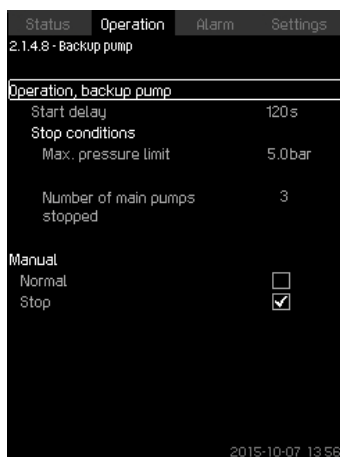 Status Operation Alarm Settings
2.1.4.8 - Backup pump
Operation, backup pump
Start delay 120s
Stop conditions
Max. pressure limit 5.0bar
Number of main pumps 3
stopped
Manual
Normal
Stop
2015-10-07 13:56